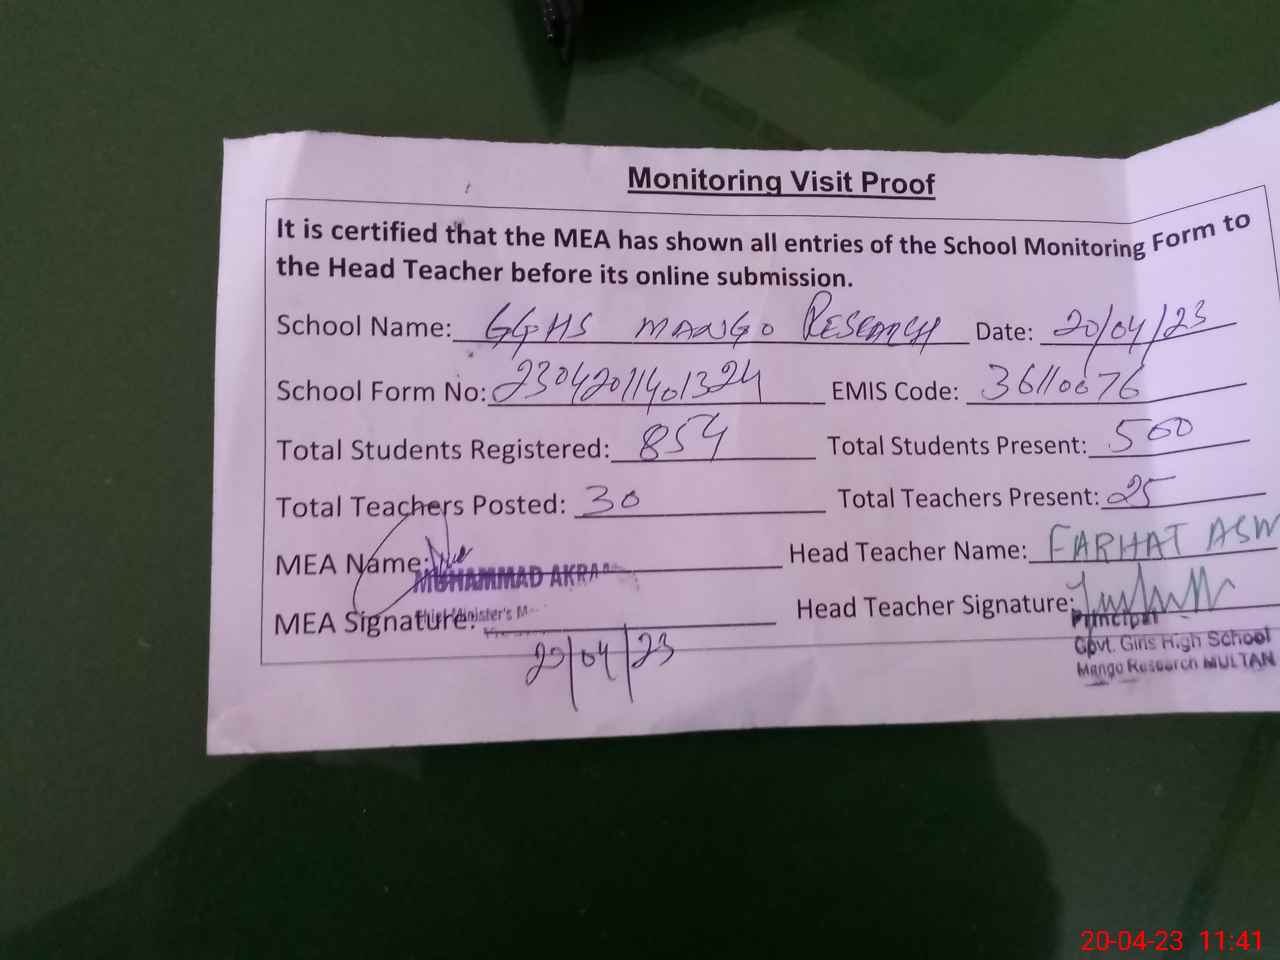 Monitoring Visit Proof
It is certified that the MEA has shown all entries of the School Monitoring Form to
the Head Teacher before its online submission.
School Name: GGHS MANGO RESEARCH Date: 20/04/23
School Form No: 23042011401324 EMIS Code: 36110076
Total Students Registered: 854 Total Students Present: 500
Total Teachers Posted: 30 Total Teachers Present: 25
MEA Name: MUHAMMAD Head Teacher Name: FARHAT
MEA Signature: Head Teacher Signature:
Principal
20/04/23
Govt. Girls High School
Mango Research MULTAN
20-04-23 11:41